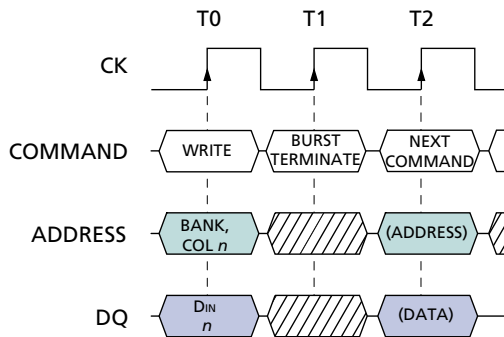 T0 T1 T2
CK
COMMAND WRITE BURST TERMINATE NEXT COMMAND
ADDRESS BANK, COL n (ADDRESS)
DQ DIN n (DATA)